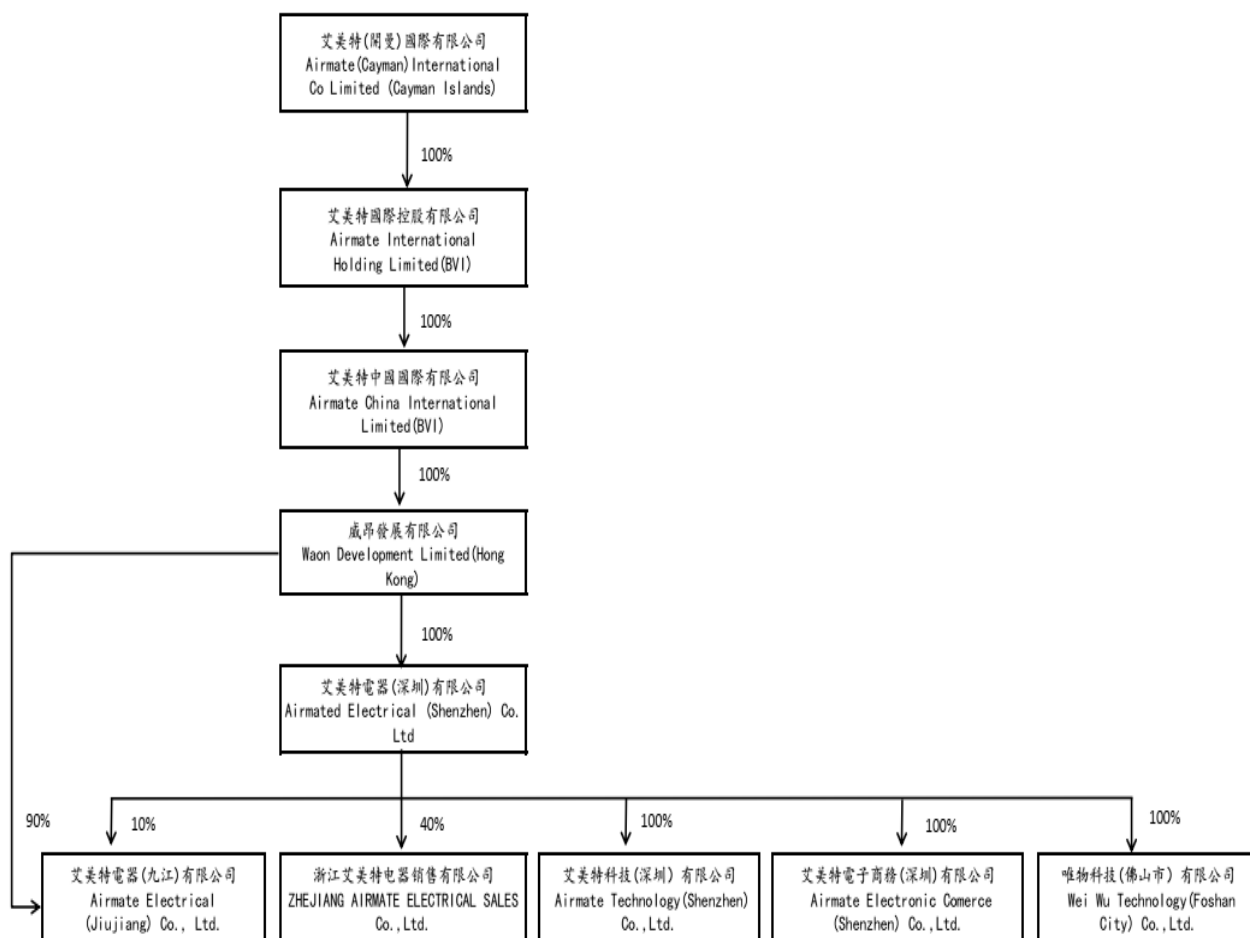 艾美特(開曼)國際有限公司
Airmate(Cayman)International
Co Limited (Cayman Islands)
100%
艾美特國際控股有限公司
Airmate International
Holding Limited(BVI)
100%
艾美特中國國際有限公司
Airmate China International
Limited(BVI)
100%
威昂發展有限公司
Waon Development Limited(Hong
Kong)
100%
艾美特電器(深圳)有限公司
Airmated Electrical (Shenzhen) Co.
Ltd
90%
10%
40%
100%
100%
100%
艾美特電器(九江)有限公司
Airmate Electrical
(Jiujiang) Co., Ltd.
浙江艾美特电器銷售有限公司
ZHEJIANG AIRMATE ELECTRICAL SALES
Co.,Ltd.
艾美特科技(深圳) 有限公司
Airmate Technology(Shenzhen)
Co.,Ltd.
艾美特電子商務(深圳)有限公司
Airmate Electronic Comerce
(Shenzhen) Co.,Ltd.
唯物科技(佛山市) 有限公司
Wei Wu Technology(Foshan
City) Co.,Ltd.